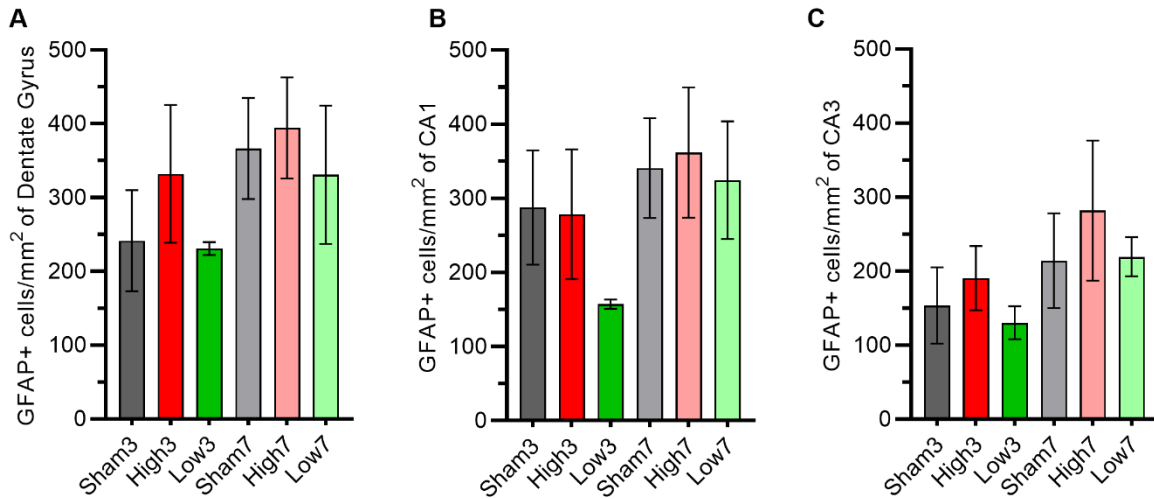 A
GFAP+ cells/mm² of Dentate Gyrus
500
400
300
200
100
0
Sham3
High3
Low3
Sham7
High7
Low7
B
GFAP+ cells/mm² of CA1
500
400
300
200
100
0
Sham3
High3
Low3
Sham7
High7
Low7
C
GFAP+ cells/mm² of CA3
500
400
300
200
100
0
Sham3
High3
Low3
Sham7
High7
Low7